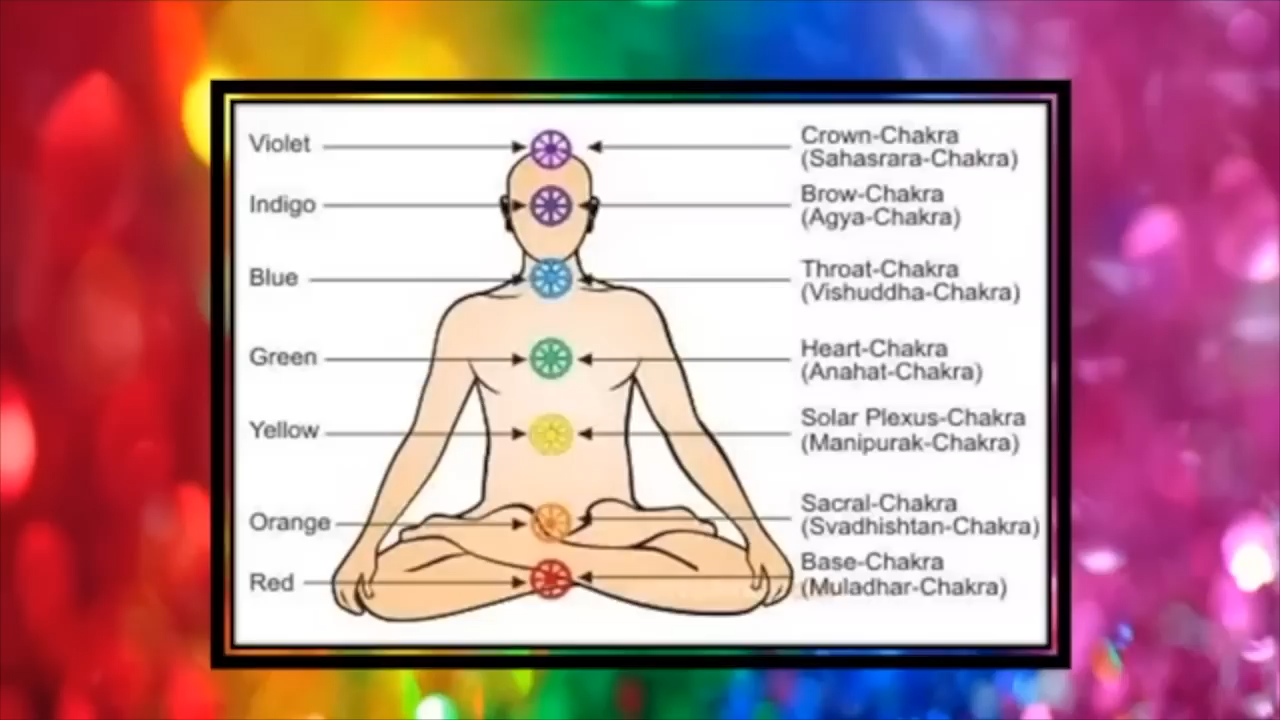 Violet
Crown-Chakra
(Sahasrara-Chakra)
Indigo
Brow-Chakra
(Agya-Chakra)
Blue
Throat-Chakra
(Vishuddha-Chakra)
Green
Heart-Chakra
(Anahat-Chakra)
Yellow
Solar Plexus-Chakra
(Manipurak-Chakra)
Orange
Sacral-Chakra
(Svadhishtan-Chakra)
Red
Base-Chakra
(Muladhar-Chakra)